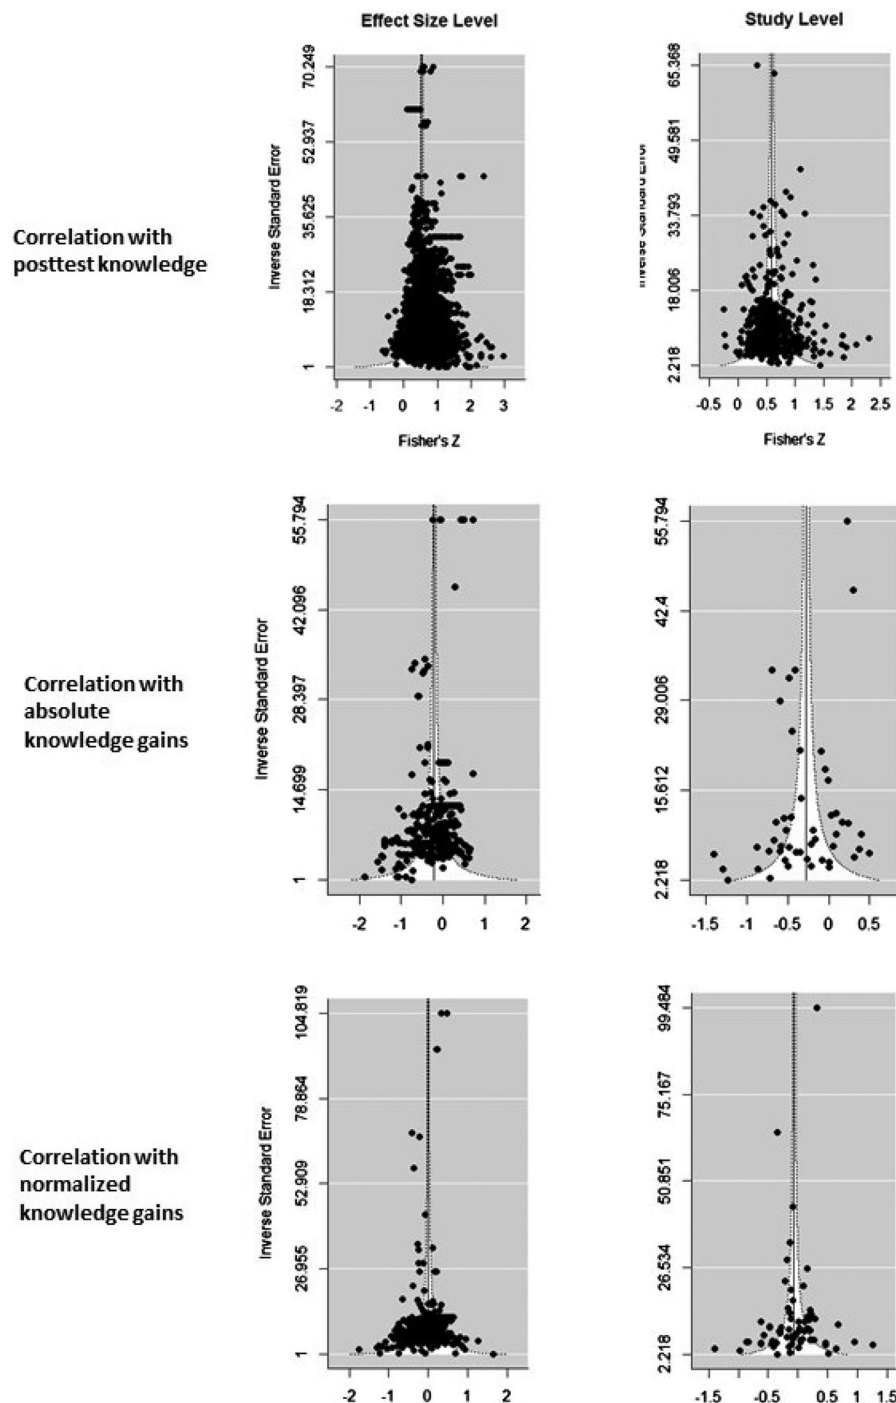 Effect Size Level
Study Level
Correlation with
posttest knowledge
Inverse Standard Error
70.249
52.937
35.625
18.312
1
-2 -1 0 1 2 3
Fisher's Z
Inverse Standard Error
65.368
49.581
33.793
18.006
2.218
-0.5 0 0.5 1 1.5 2 2.5
Fisher's Z
Correlation with
absolute
knowledge gains
Inverse Standard Error
55.794
42.096
28.397
14.699
1
-2 -1 0 1 2
55.794
42.4
29.006
15.612
2.218
-1.5 -1 -0.5 0 0.5
Correlation with
normalized
knowledge gains
Inverse Standard Error
104.819
78.864
52.909
26.955
1
-2 -1 0 1 2
99.484
75.167
50.851
26.534
2.218
-1.5 -0.5 0 0.5 1 1.5